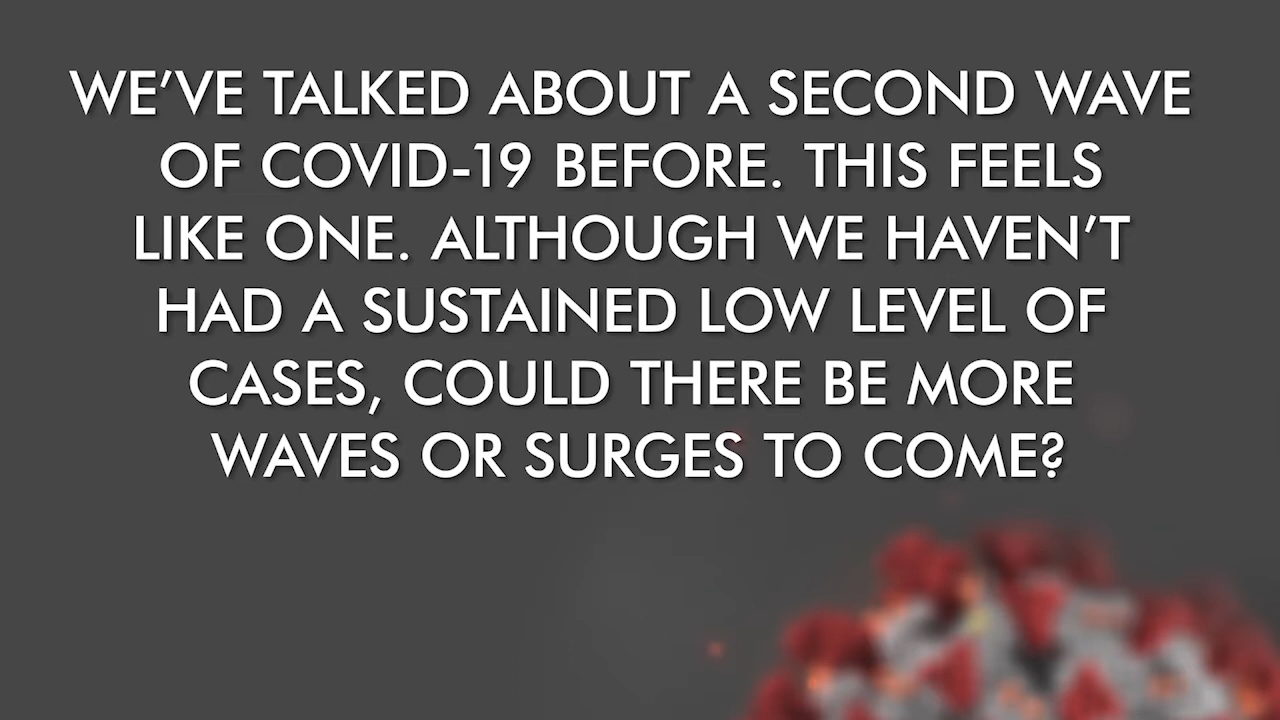 WE’VE TALKED ABOUT A SECOND WAVE
OF COVID-19 BEFORE. THIS FEELS
LIKE ONE. ALTHOUGH WE HAVEN’T
HAD A SUSTAINED LOW LEVEL OF
CASES, COULD THERE BE MORE
WAVES OR SURGES TO COME?